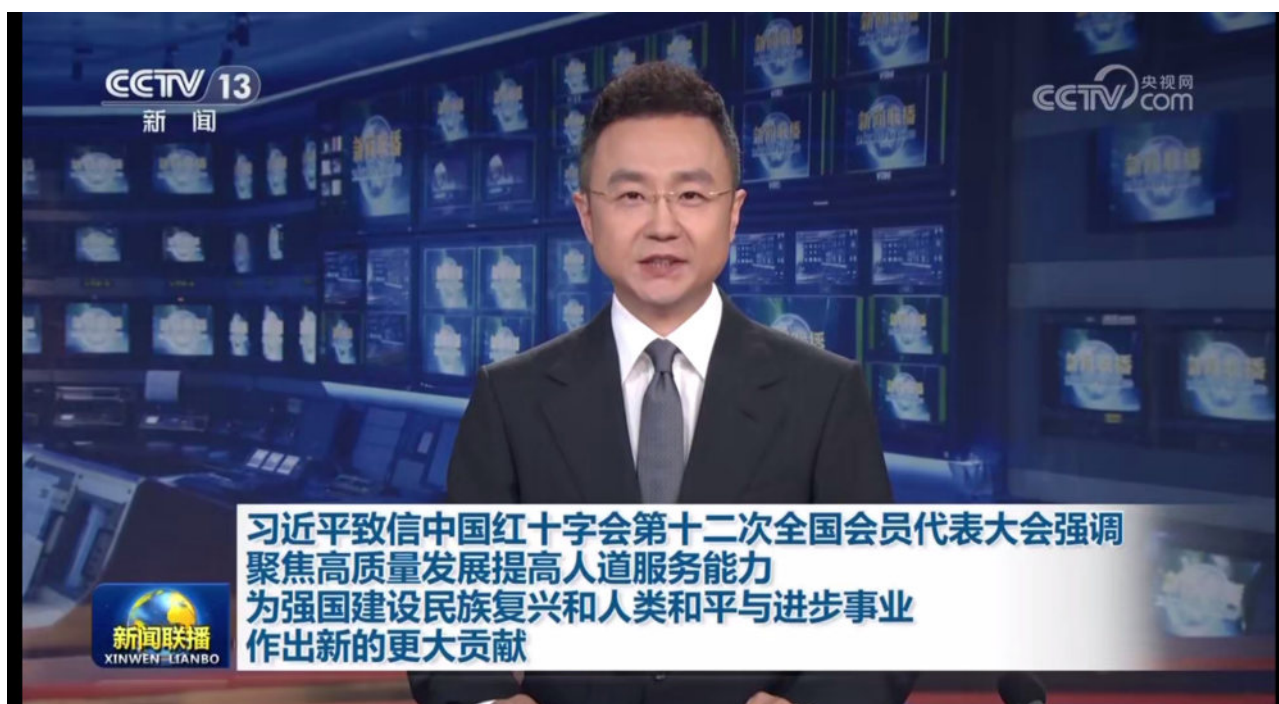 CCTV 13
新闻
央视网
CCTV com
习近平致信中国红十字会第十二次全国会员代表大会强调
聚焦高质量发展提高人道服务能力
为强国建设民族复兴和人类和平与进步事业
作出新的更大贡献
新闻联播
XINWEN LIANBO